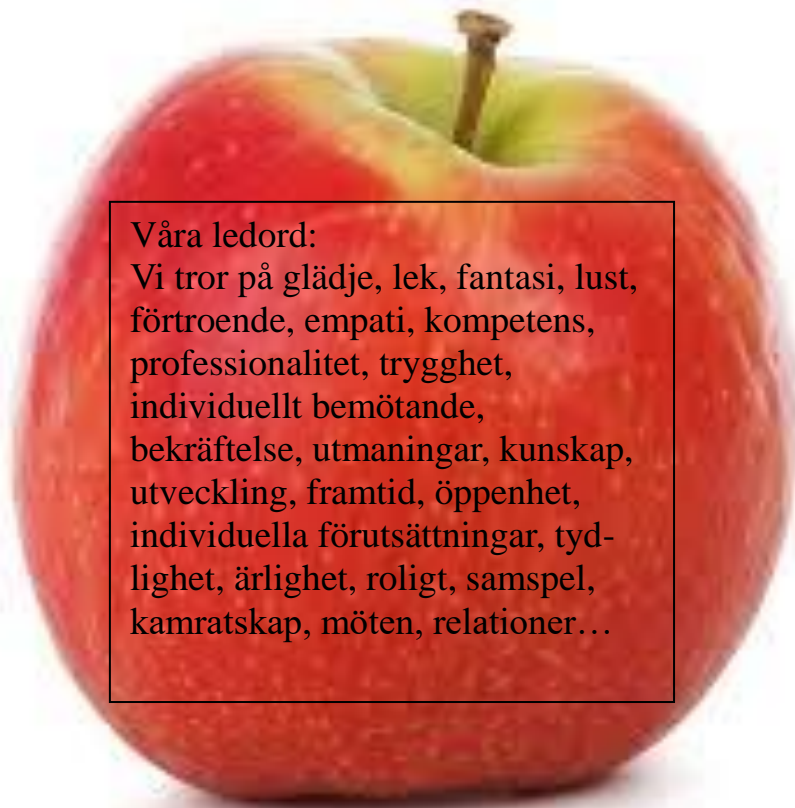 Våra ledord:
Vi tror på glädje, lek, fantasi, lust,
förtroende, empati, kompetens,
professionalitet, trygghet,
individuellt bemötande,
bekräftelse, utmaningar, kunskap,
utveckling, framtid, öppenhet,
individuella förutsättningar, tyd-
lighet, ärlighet, roligt, samspel,
kamratskap, möten, relationer…